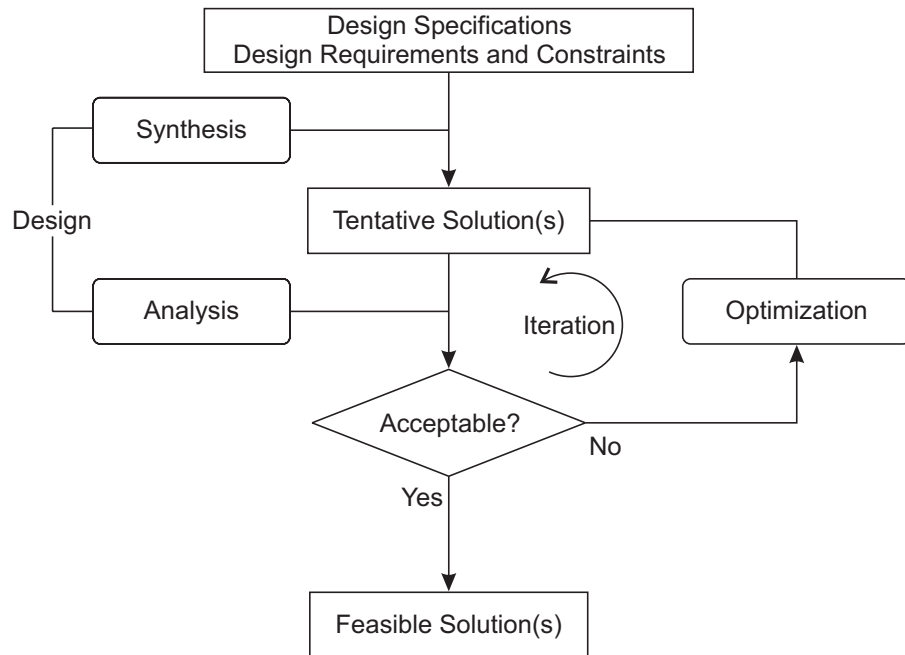 Design Specifications
Design Requirements and Constraints
Synthesis
Tentative Solution(s)
Design
Analysis
Iteration
Optimization
Acceptable?
No
Yes
Feasible Solution(s)